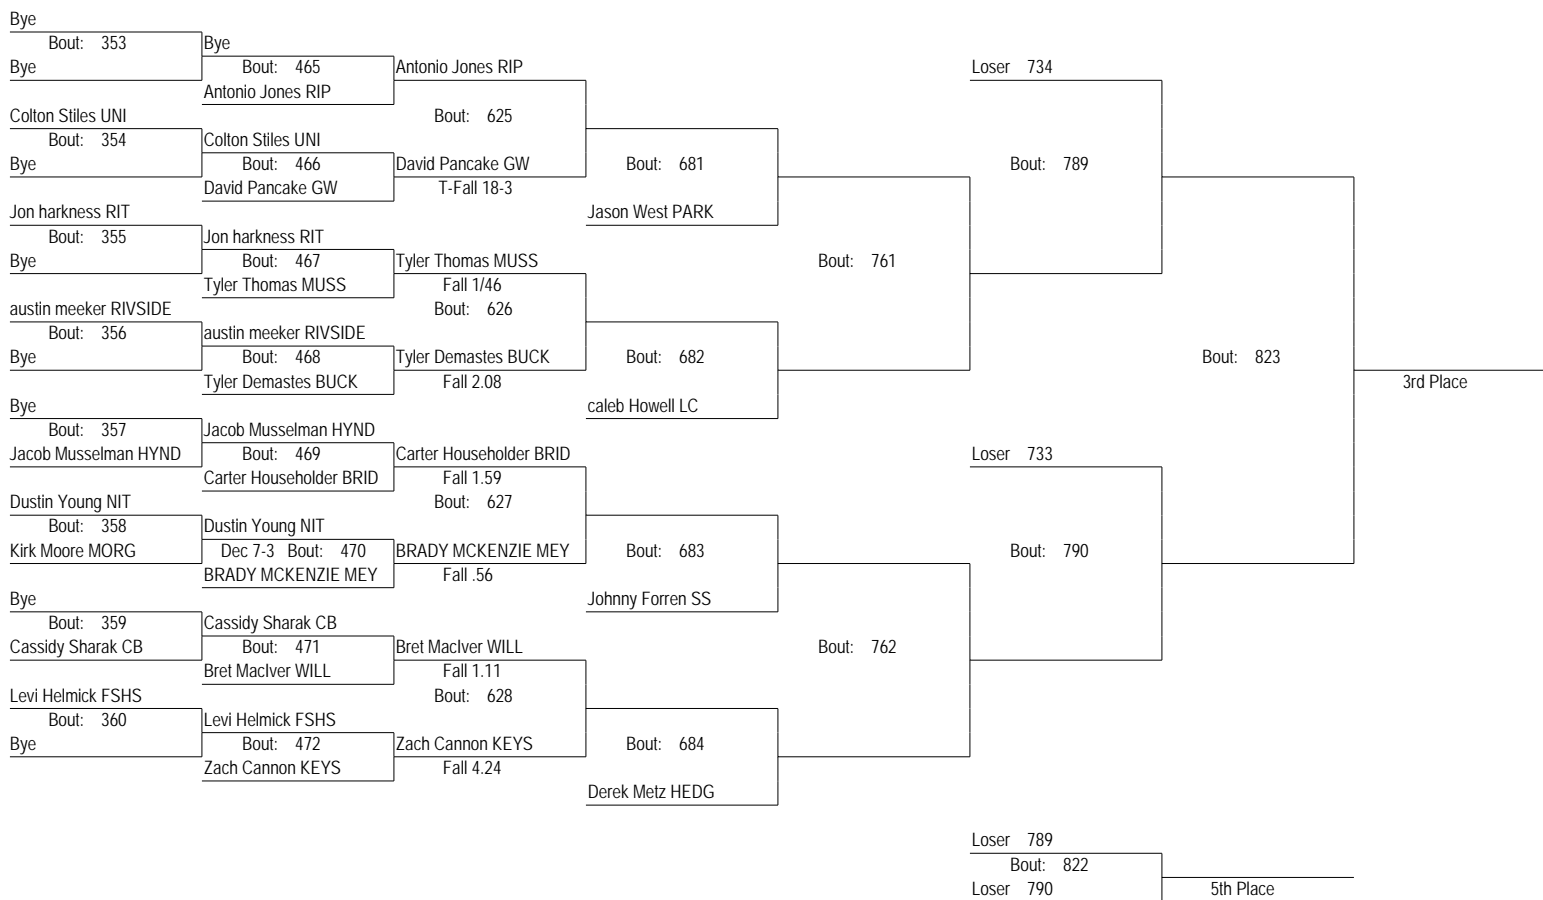 Bye
Bout: 353 Bye
Bye Bout: 465 Antonio Jones RIP Loser 734
Antonio Jones RIP
Colton Stiles UNI Bout: 625
Bout: 354 Colton Stiles UNI
Bye Bout: 466 David Pancake GW Bout: 681 Bout: 789
David Pancake GW T-Fall 18-3
Jon harkness RIT Jason West PARK
Bout: 355 Jon harkness RIT
Bye Bout: 467 Tyler Thomas MUSS Bout: 761
Tyler Thomas MUSS Fall 1/46
austin meeker RIVSIDE Bout: 626
Bout: 356 austin meeker RIVSIDE
Bye Bout: 468 Tyler Demastes BUCK Bout: 682 Bout: 823
Tyler Demastes BUCK Fall 2.08 3rd Place
Bye caleb Howell LC
Bout: 357 Jacob Musselman HYND
Jacob Musselman HYND Bout: 469 Carter Householder BRID Loser 733
Carter Householder BRID Fall 1.59
Dustin Young NIT Bout: 627
Bout: 358 Dustin Young NIT
Kirk Moore MORG Dec 7-3 Bout: 470 BRADY MCKENZIE MEY Bout: 683 Bout: 790
BRADY MCKENZIE MEY Fall .56
Bye Johnny Forren SS
Bout: 359 Cassidy Sharak CB
Cassidy Sharak CB Bout: 471 Bret MacIver WILL Bout: 762
Bret MacIver WILL Fall 1.11
Levi Helmick FSHS Bout: 628
Bout: 360 Levi Helmick FSHS
Bye Bout: 472 Zach Cannon KEYS Bout: 684
Zach Cannon KEYS Fall 4.24
Derek Metz HEDG
Loser 789
Bout: 822
Loser 790 5th Place